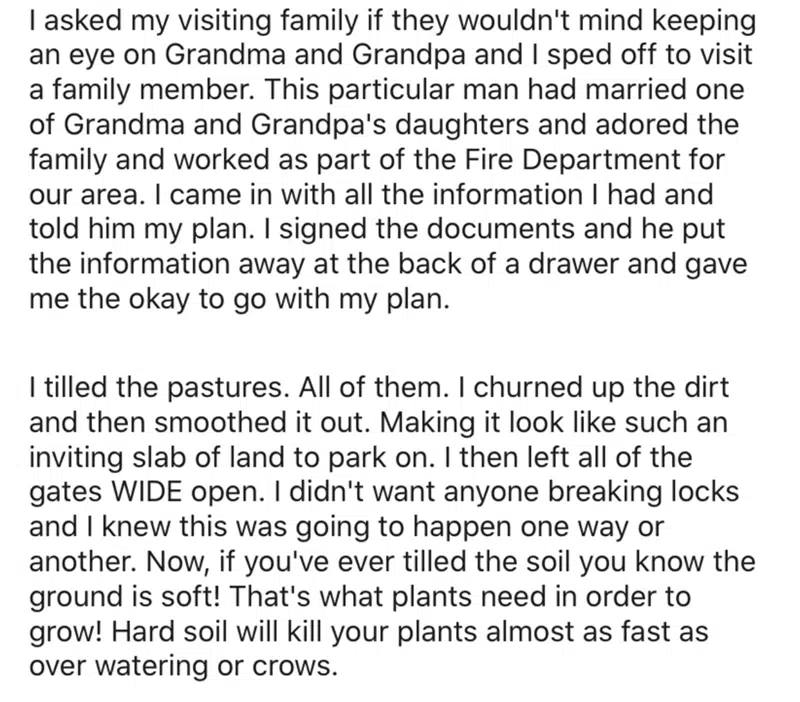 I asked my visiting family if they wouldn't mind keeping
an eye on Grandma and Grandpa and I sped off to visit
a family member. This particular man had married one
of Grandma and Grandpa's daughters and adored the
family and worked as part of the Fire Department for
our area. I came in with all the information I had and
told him my plan. I signed the documents and he put
the information away at the back of a drawer and gave
me the okay to go with my plan.
I tilled the pastures. All of them. I churned up the dirt
and then smoothed it out. Making it look like such an
inviting slab of land to park on. I then left all of the
gates WIDE open. I didn't want anyone breaking locks
and I knew this was going to happen one way or
another. Now, if you've ever tilled the soil you know the
ground is soft! That's what plants need in order to
grow! Hard soil will kill your plants almost as fast as
over watering or crows.